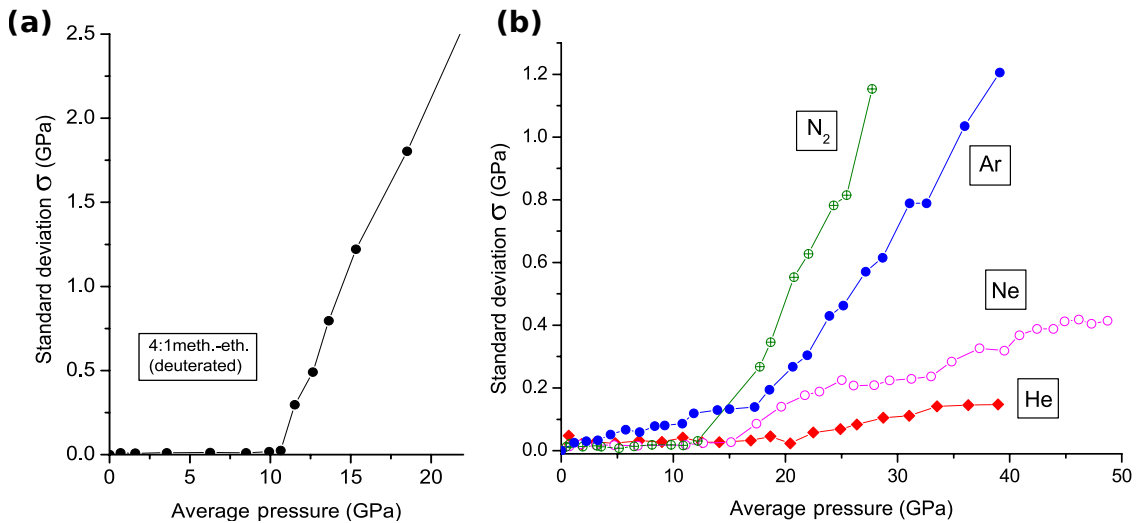 (a)
2.5
2.0
1.5
1.0
0.5
0.0
Standard deviation σ (GPa)
4:1meth.-eth.
(deuterated)
0 5 10 15 20
Average pressure (GPa)
(b)
1.2
1.0
0.8
0.6
0.4
0.2
0.0
Standard deviation σ (GPa)
N₂
Ar
Ne
He
0 10 20 30 40 50
Average pressure (GPa)